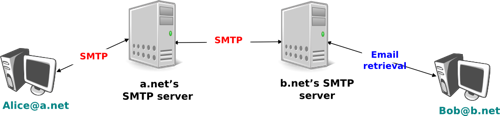 SMTP
SMTP
Email
retrieval
a.net's
SMTP server
b.net's SMTP
server
Alice@a.net
Bob@b.net